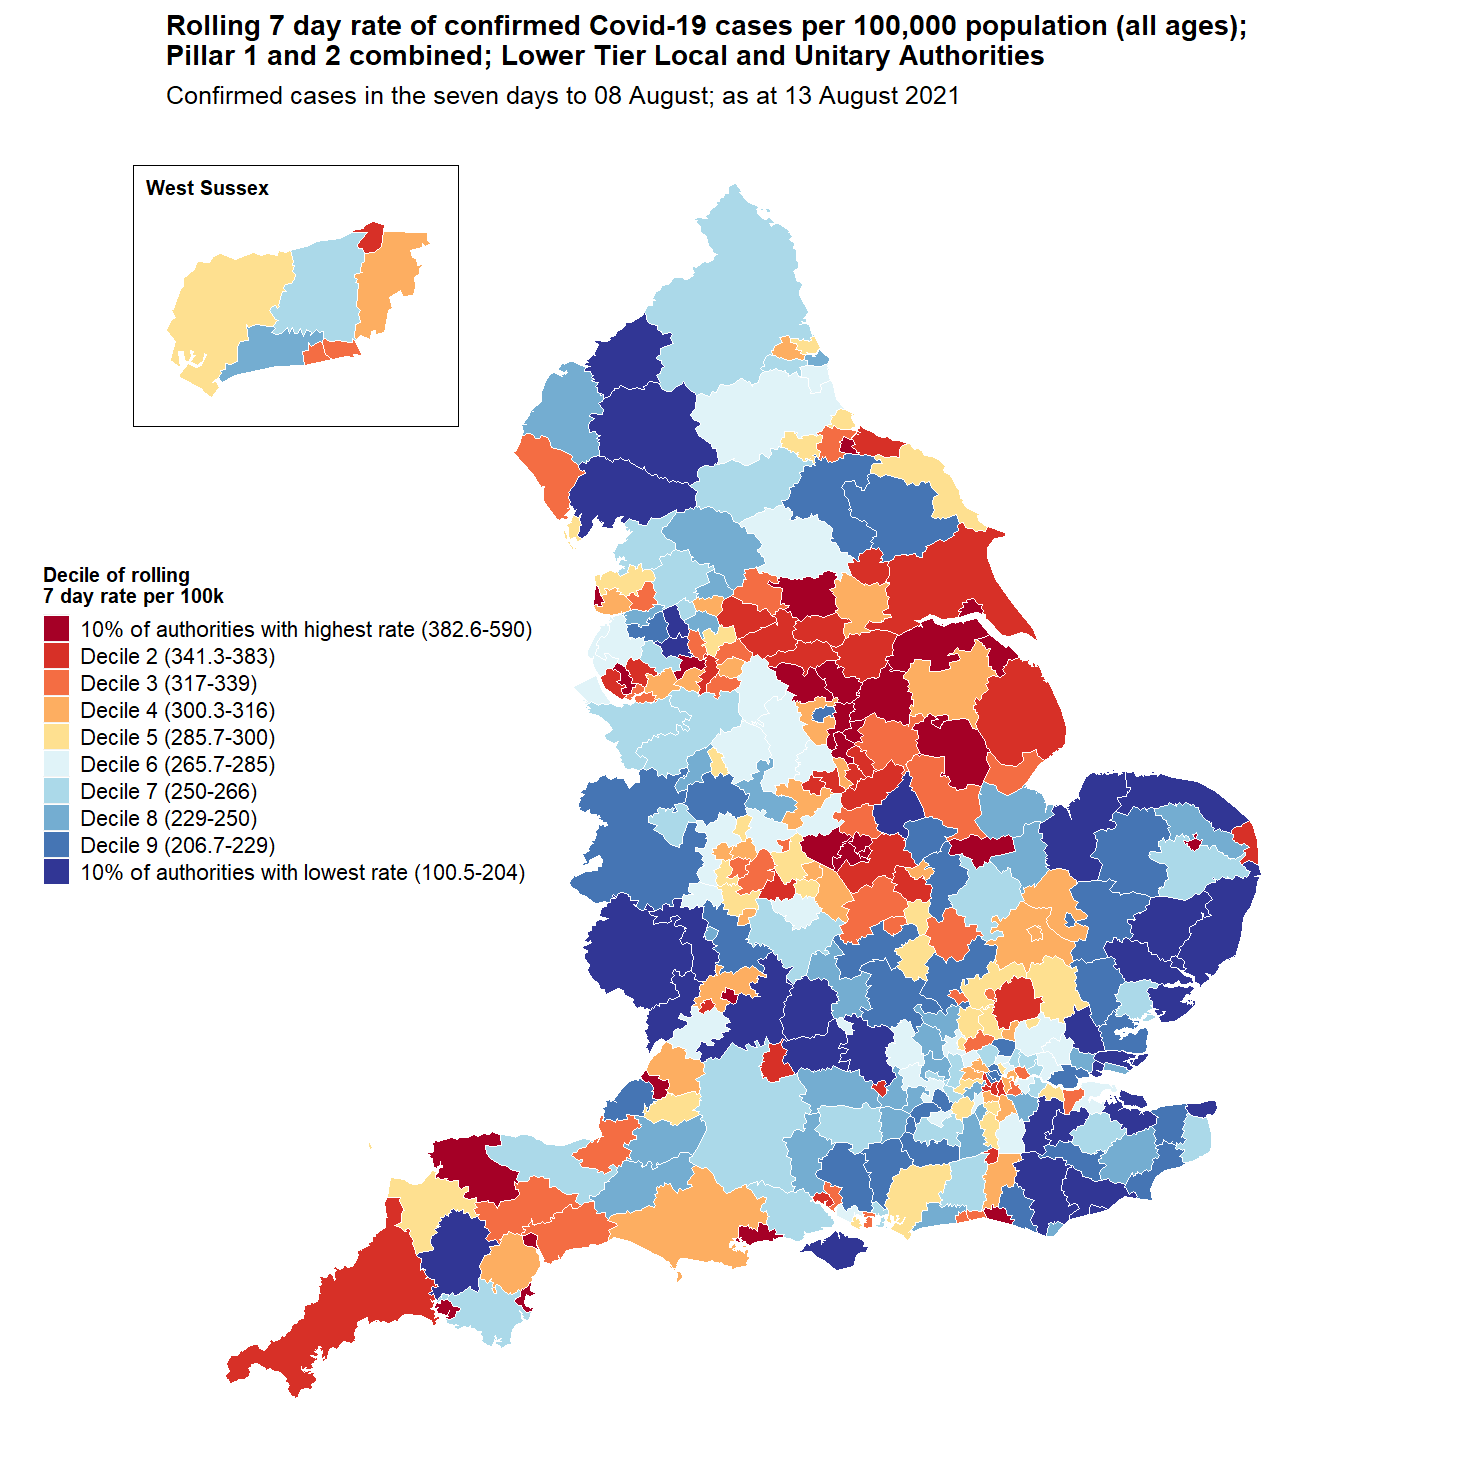 Rolling 7 day rate of confirmed Covid-19 cases per 100,000 population (all ages);
Pillar 1 and 2 combined; Lower Tier Local and Unitary Authorities
Confirmed cases in the seven days to 08 August; as at 13 August 2021
West Sussex
Decile of rolling
7 day rate per 100k
10% of authorities with highest rate (382.6-590)
Decile 2 (341.3-383)
Decile 3 (317-339)
Decile 4 (300.3-316)
Decile 5 (285.7-300)
Decile 6 (265.7-285)
Decile 7 (250-266)
Decile 8 (229-250)
Decile 9 (206.7-229)
10% of authorities with lowest rate (100.5-204)